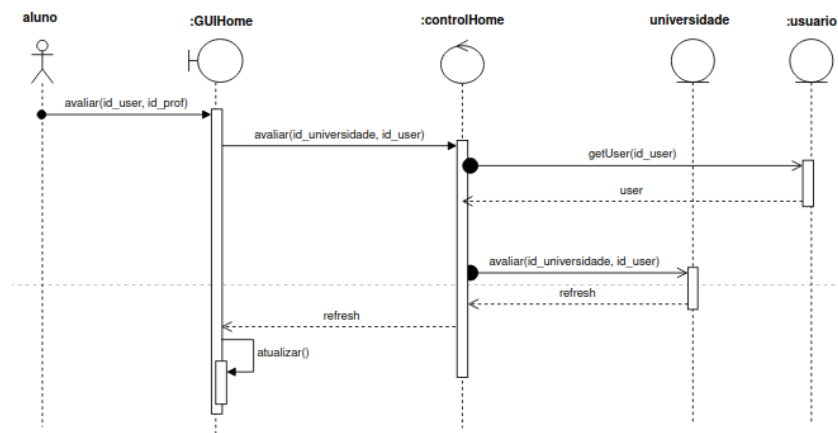 aluno
:GUIHome
:controlHome
universidade
:usuario
avaliar(id_user, id_prof)
avaliar(id_universidade, id_user)
getUser(id_user)
user
avaliar(id_universidade, id_user)
refresh
refresh
atualizar()